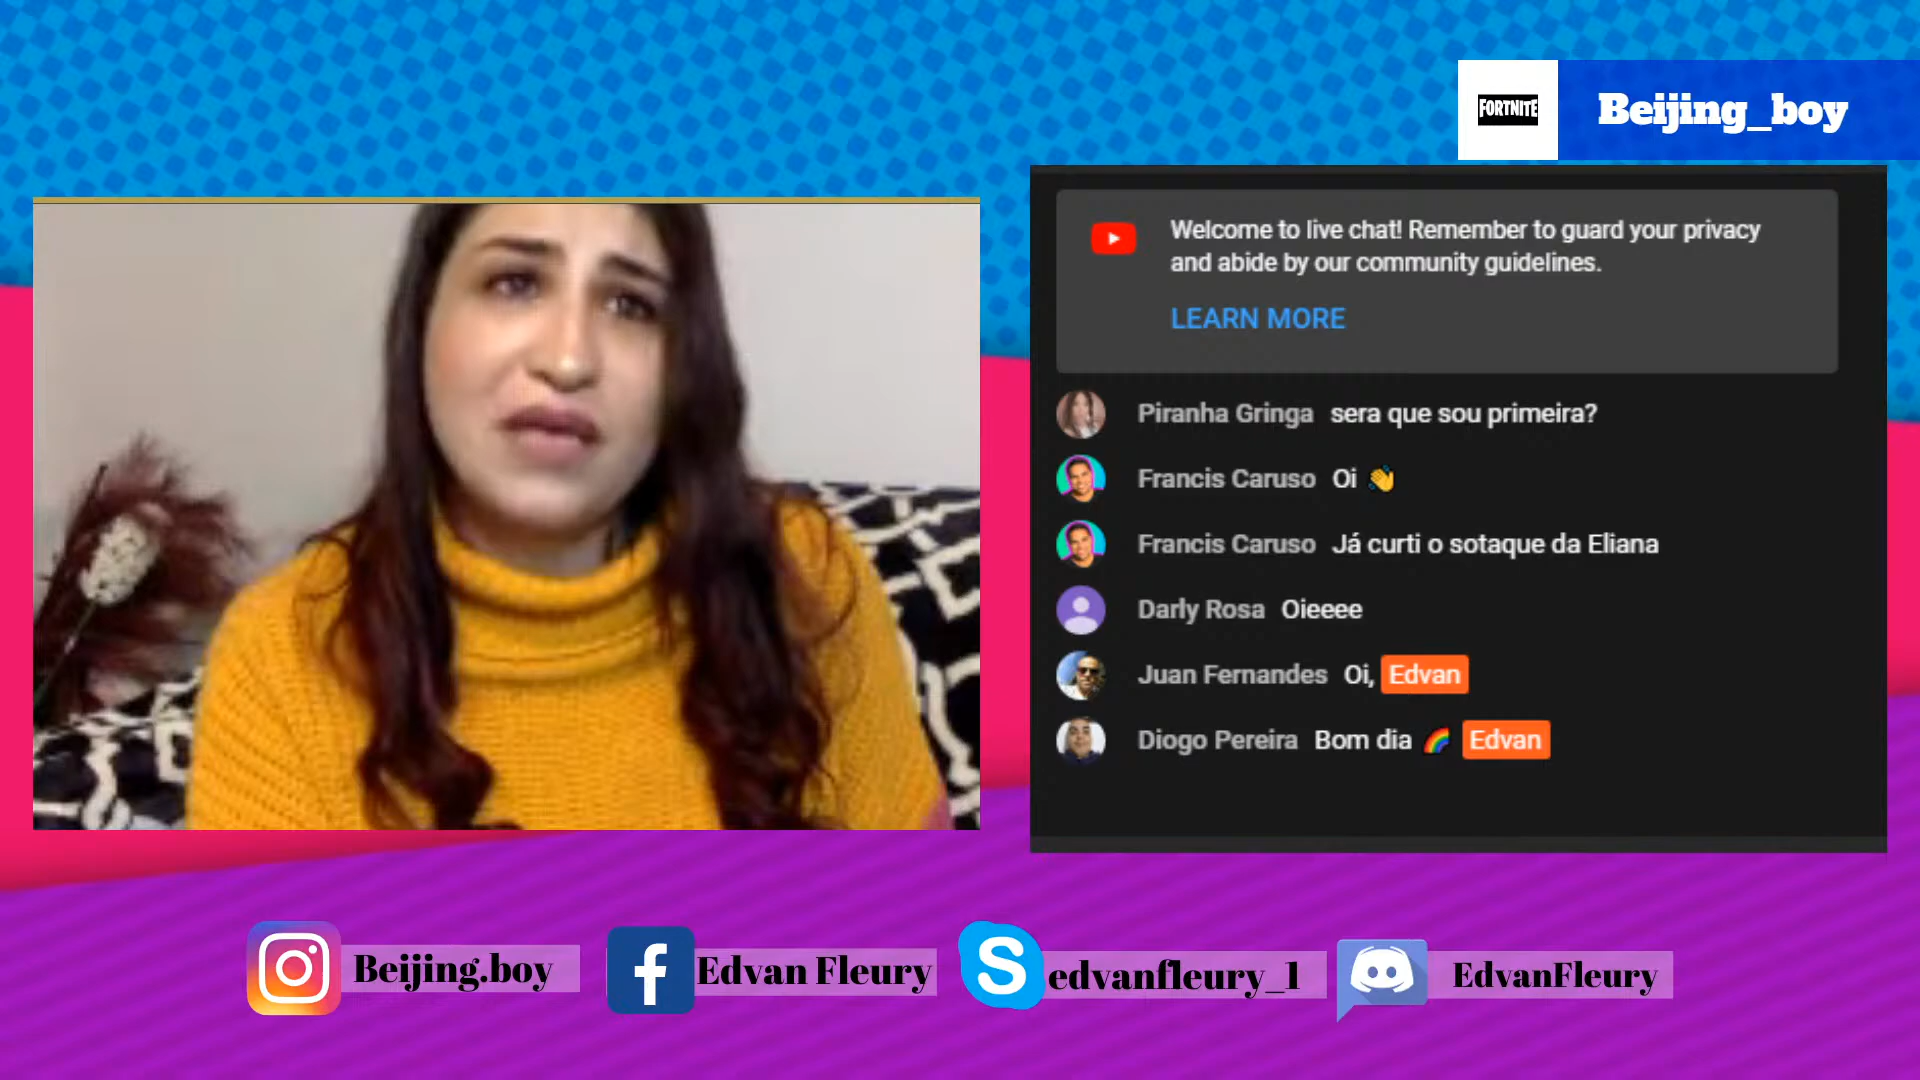 FORTNITE
Beijing_boy
Welcome to live chat! Remember to guard your privacy
and abide by our community guidelines.
LEARN MORE
Piranha Gringa sera que sou primeira?
Francis Caruso Oi 👋
Francis Caruso Já curti o sotaque da Eliana
Darly Rosa Oieeee
Juan Fernandes Oi, Edvan
Diogo Pereira Bom dia 🌈 Edvan
Beijing.boy
Edvan Fleury
edvanfleury_1
EdvanFleury